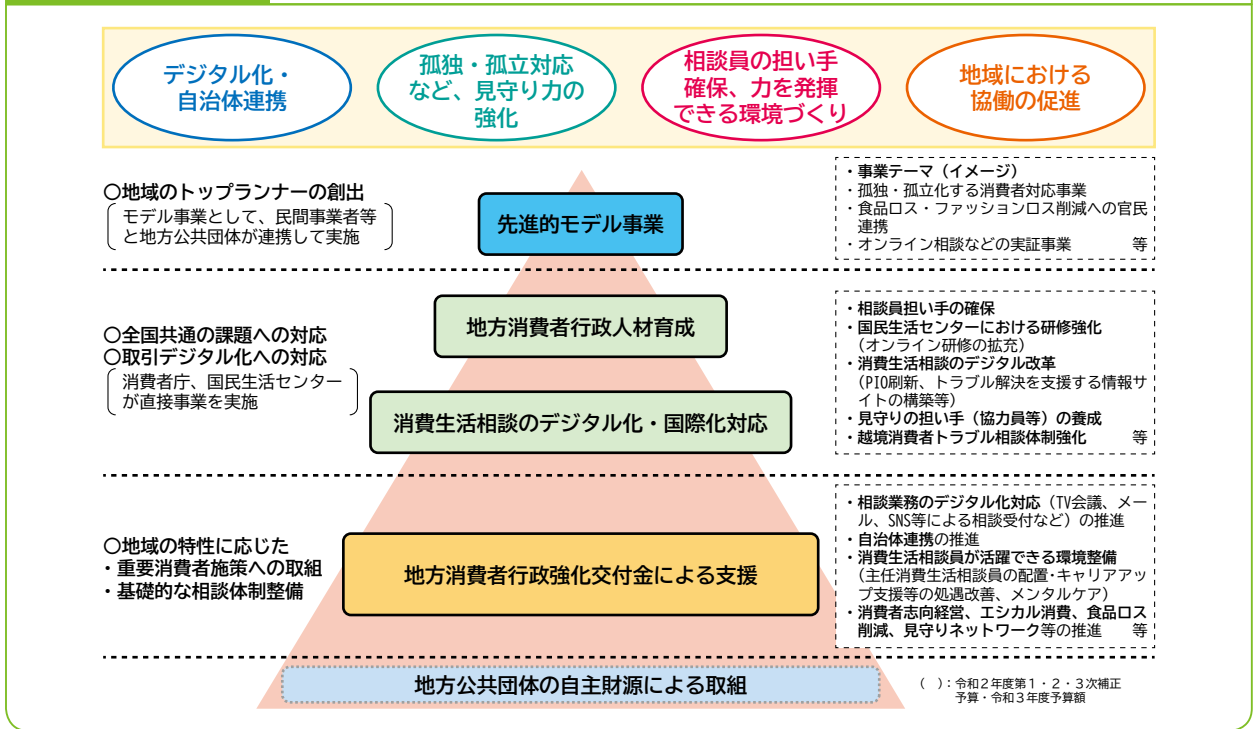 デジタル化・
自治体連携
孤独・孤立対応
など、見守り力の
強化
相談員の担い手
確保、力を発揮
できる環境づくり
地域における
協働の促進
○地域のトップランナーの創出
モデル事業として、民間事業者等
と地方公共団体が連携して実施
先進的モデル事業
・事業テーマ（イメージ）
・孤独・孤立化する消費者対応事業
・食品ロス・ファッションロス削減への官民
連携
・オンライン相談などの実証事業　等
○全国共通の課題への対応
○取引デジタル化への対応
消費者庁、国民生活センター
が直接事業を実施
地方消費者行政人材育成
消費生活相談のデジタル化・国際化対応
・相談員担い手の確保
・国民生活センターにおける研修強化
（オンライン研修の拡充）
・消費生活相談のデジタル改革
（PIO刷新、トラブル解決を支援する情報サ
イトの構築等）
・見守りの担い手（協力員等）の養成
・越境消費者トラブル相談体制強化　等
○地域の特性に応じた
・重要消費者施策への取組
・基礎的な相談体制整備
地方消費者行政強化交付金による支援
・相談業務のデジタル化対応（TV会議、メー
ル、SNS等による相談受付など）の推進
・自治体連携の推進
・消費生活相談員が活躍できる環境整備
（主任消費生活相談員の配置・キャリアアッ
プ支援等の処遇改善、メンタルケア）
・消費者志向経営、エシカル消費、食品ロス
削減、見守りネットワーク等の推進　等
地方公共団体の自主財源による取組
（　）：令和２年度第１・２・３次補正
予算・令和３年度予算額